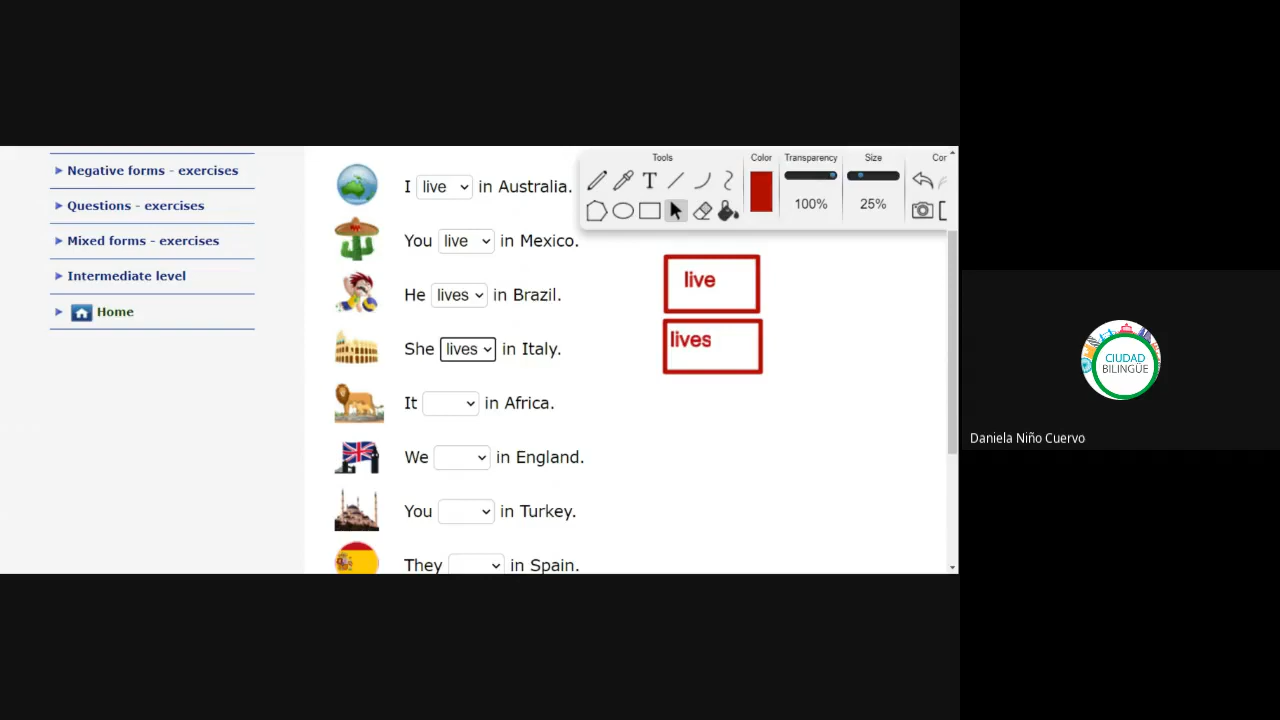 Negative forms - exercises
Questions - exercises
Mixed forms - exercises
Intermediate level
Home
I live in Australia.
You live in Mexico.
He lives in Brazil.
She lives in Italy.
It in Africa.
We in England.
You in Turkey.
They in Spain.
Tools
Color
Transparency
Size
Cor
T
100%
25%
live
lives
CIUDAD
BILINGÜE
Daniela Niño Cuervo